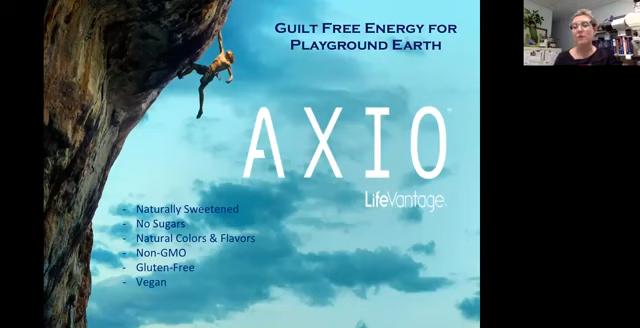 GUILT FREE ENERGY FOR
PLAYGROUND EARTH
AXIO
LifeVantage
- Naturally Sweetened
- No Sugars
- Natural Colors & Flavors
- Non-GMO
- Gluten-Free
- Vegan